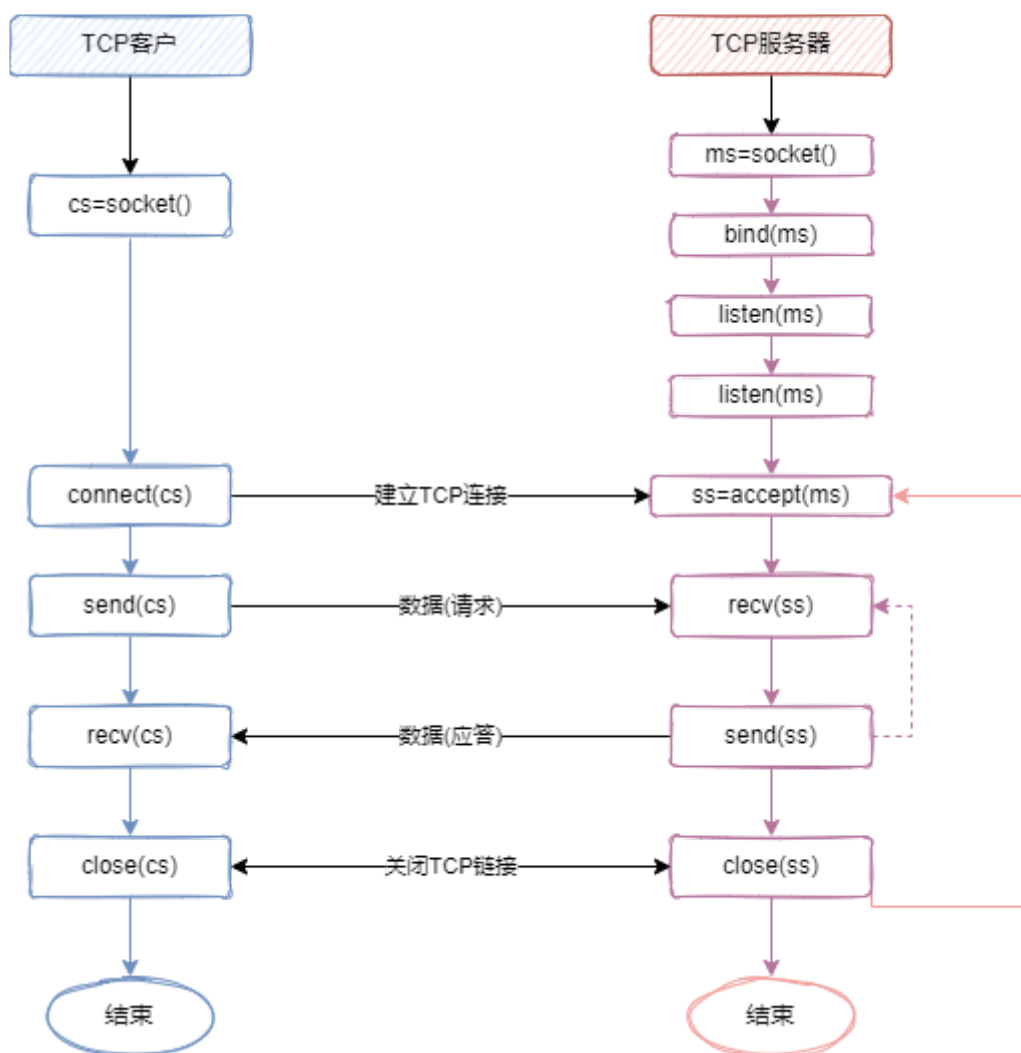 TCP客户
TCP服务器
ms=socket()
cs=socket()
bind(ms)
listen(ms)
listen(ms)
connect(cs)
建立TCP连接
ss=accept(ms)
send(cs)
数据(请求)
recv(ss)
recv(cs)
数据(应答)
send(ss)
close(cs)
关闭TCP链接
close(ss)
结束
结束